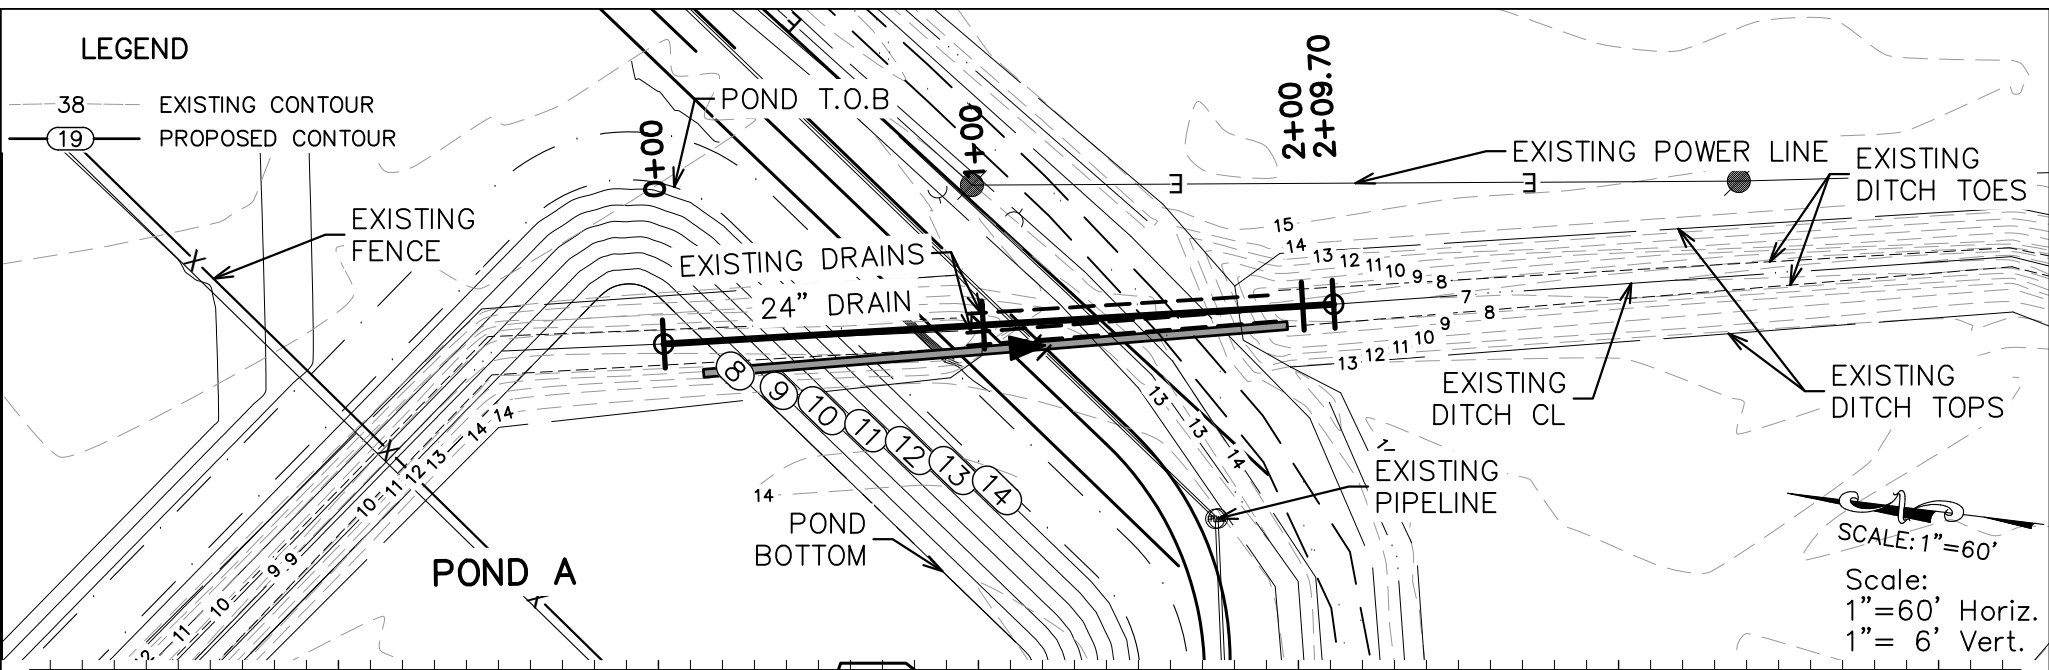 LEGEND
38 EXISTING CONTOUR
19 PROPOSED CONTOUR
POND T.O.B
0+00
1+00
2+00
2+09.70
EXISTING POWER LINE
E
E
E
EXISTING
DITCH TOES
EXISTING
FENCE
X
X
X
EXISTING DRAINS
24” DRAIN
15
14
13
12
11
10
9
8
7
8
9
10
11
12
13
8
9
10
11
12
13
14
14
14
13
12
11
10
9
9
10
11
13
13
14
14
EXISTING
DITCH CL
EXISTING
DITCH TOPS
EXISTING
PIPELINE
POND
BOTTOM
POND A
SCALE: 1"=60'
Scale:
1”=60’ Horiz.
1”= 6’ Vert.